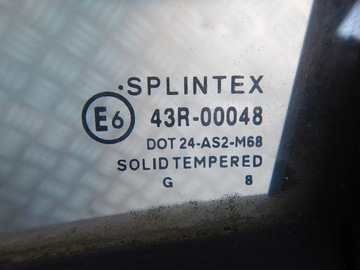 ·SPLINTEX
E6 43R-00048
DOT 24-AS2-M68
SOLID TEMPERED
G 8